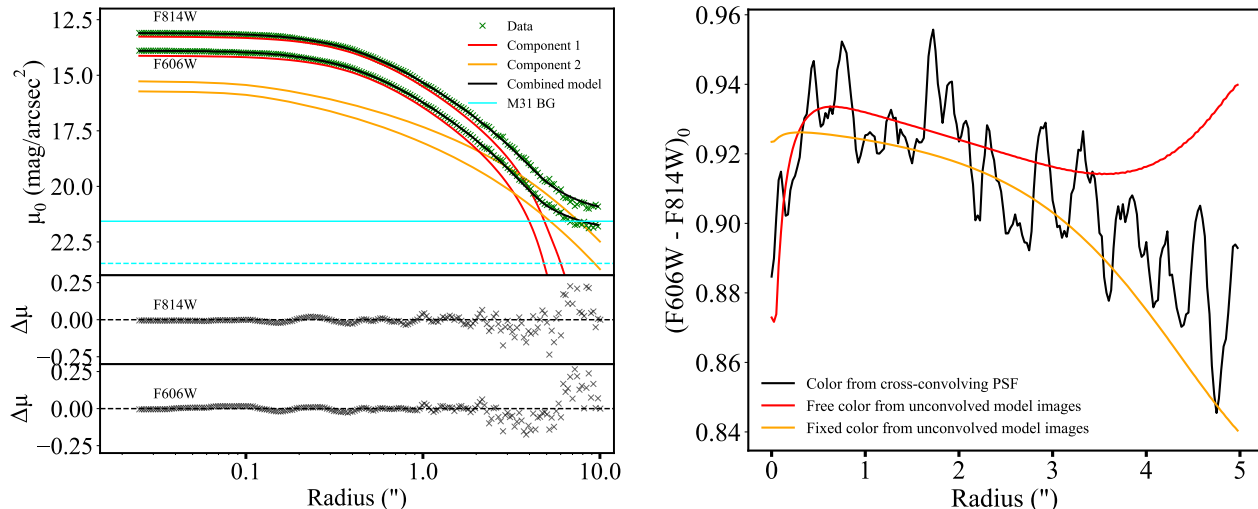 F814W
F606W
Data
Component 1
Component 2
Combined model
M31 BG
12.5
15.0
17.5
20.0
22.5
μ₀ (mag/arcsec²)
F814W
0.25
0.00
−0.25
Δμ
F606W
0.25
0.00
−0.25
Δμ
0.1
1.0
10.0
Radius (")
0.96
0.94
0.92
0.90
0.88
0.86
0.84
(F606W - F814W)₀
Color from cross-convolving PSF
Free color from unconvolved model images
Fixed color from unconvolved model images
0
1
2
3
4
5
Radius (")